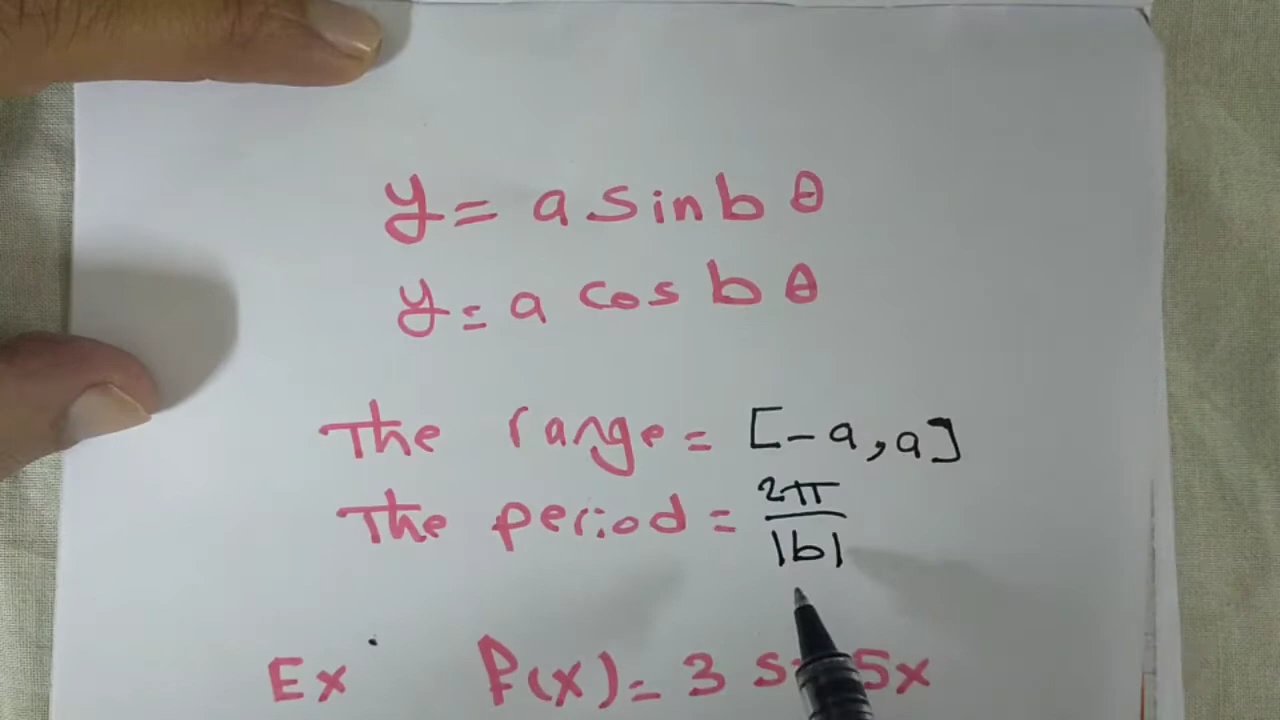 y = a sin b θ
y = a cos b θ
The range = [-a, a]
The period = 2π/|b|
Ex f(x) = 3 5x